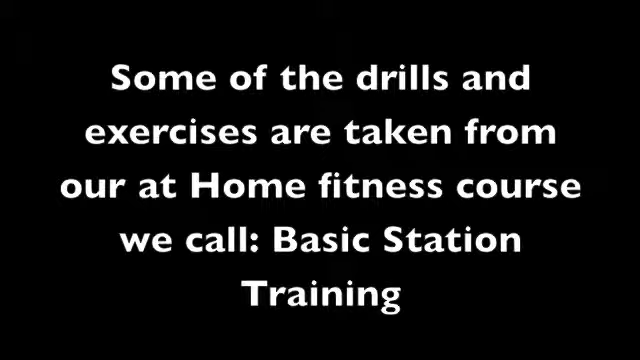 Some of the drills and
exercises are taken from
our at Home fitness course
we call: Basic Station
Training